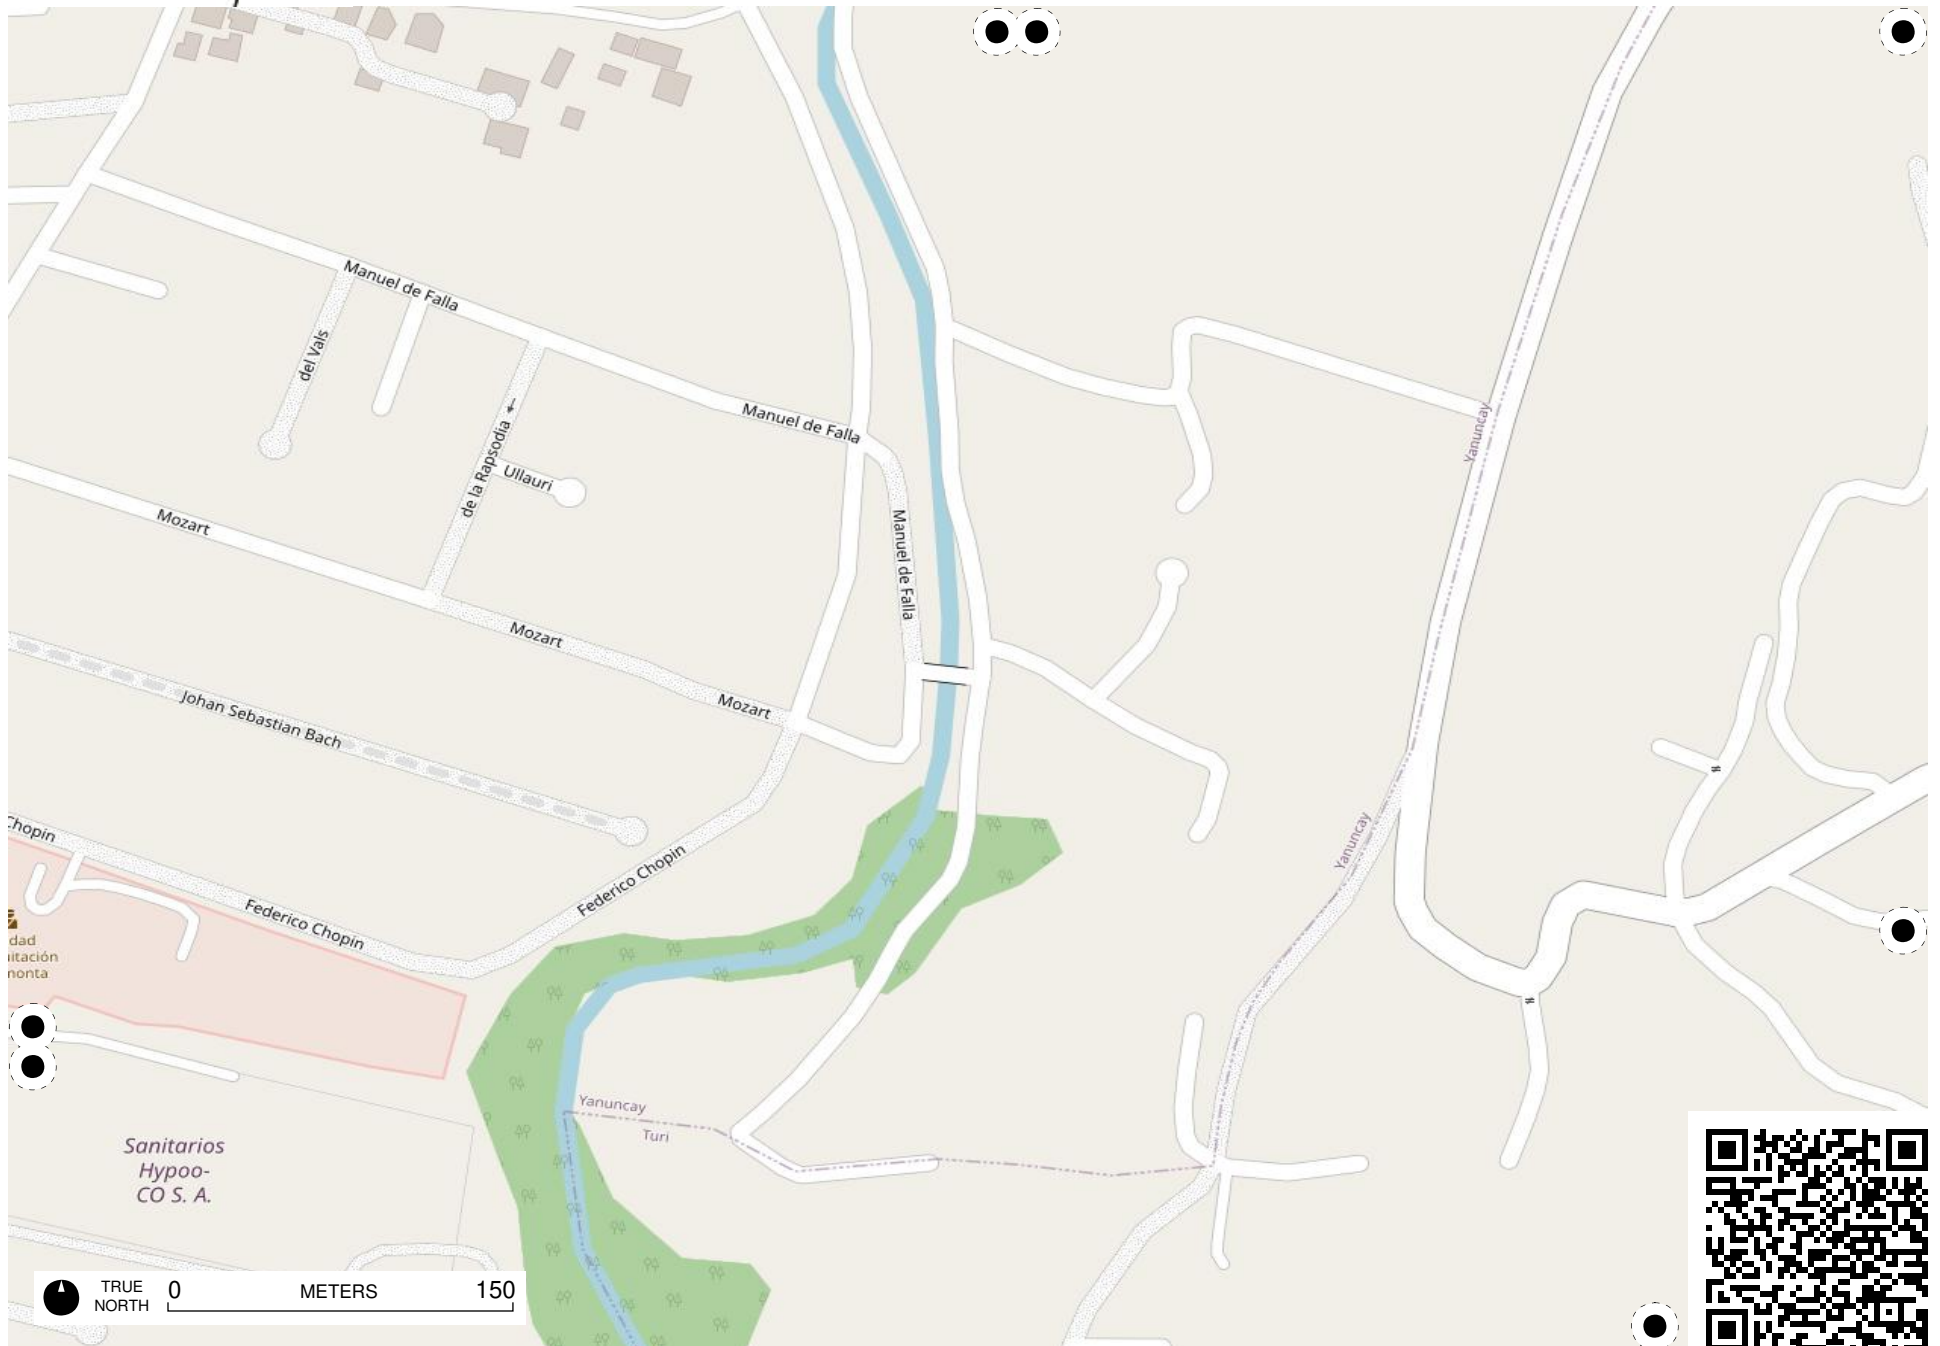 Manuel de Falla
del Vals
Manuel de Falla
de la Rapsodia
Ullauri
Yanuncay
Mozart
Manuel de Falla
Mozart
Mozart
Johan Sebastian Bach
Chopin
Yanuncay
Federico Chopin
Federico Chopin
dad
itación
monta
Yanuncay
Turi
Sanitarios
Hypoo-
CO S. A.
TRUE
NORTH
0
METERS
150